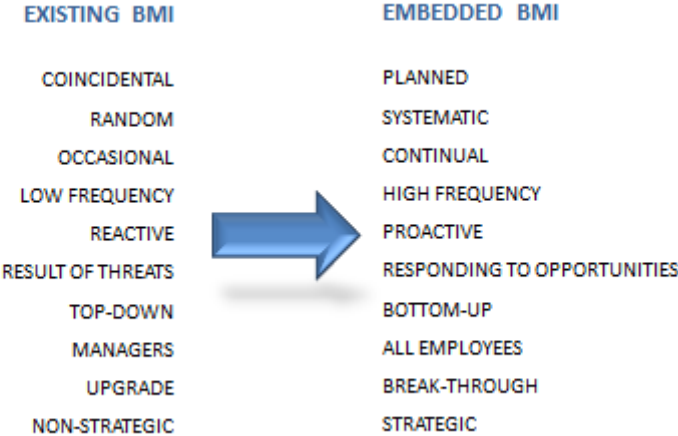 EXISTING BMI
EMBEDDED BMI
COINCIDENTAL
PLANNED
RANDOM
SYSTEMATIC
OCCASIONAL
CONTINUAL
LOW FREQUENCY
HIGH FREQUENCY
REACTIVE
PROACTIVE
RESULT OF THREATS
RESPONDING TO OPPORTUNITIES
TOP-DOWN
BOTTOM-UP
MANAGERS
ALL EMPLOYEES
UPGRADE
BREAK-THROUGH
NON-STRATEGIC
STRATEGIC